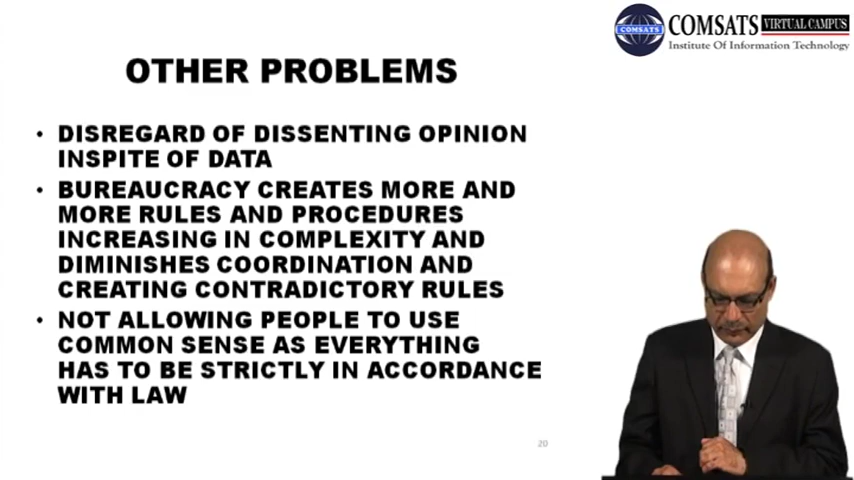 COMSATS
COMSATS VIRTUAL CAMPUS
Institute Of Information Technology
OTHER PROBLEMS
• DISREGARD OF DISSENTING OPINION
INSPITE OF DATA
• BUREAUCRACY CREATES MORE AND
MORE RULES AND PROCEDURES
INCREASING IN COMPLEXITY AND
DIMINISHES COORDINATION AND
CREATING CONTRADICTORY RULES
• NOT ALLOWING PEOPLE TO USE
COMMON SENSE AS EVERYTHING
HAS TO BE STRICTLY IN ACCORDANCE
WITH LAW
20